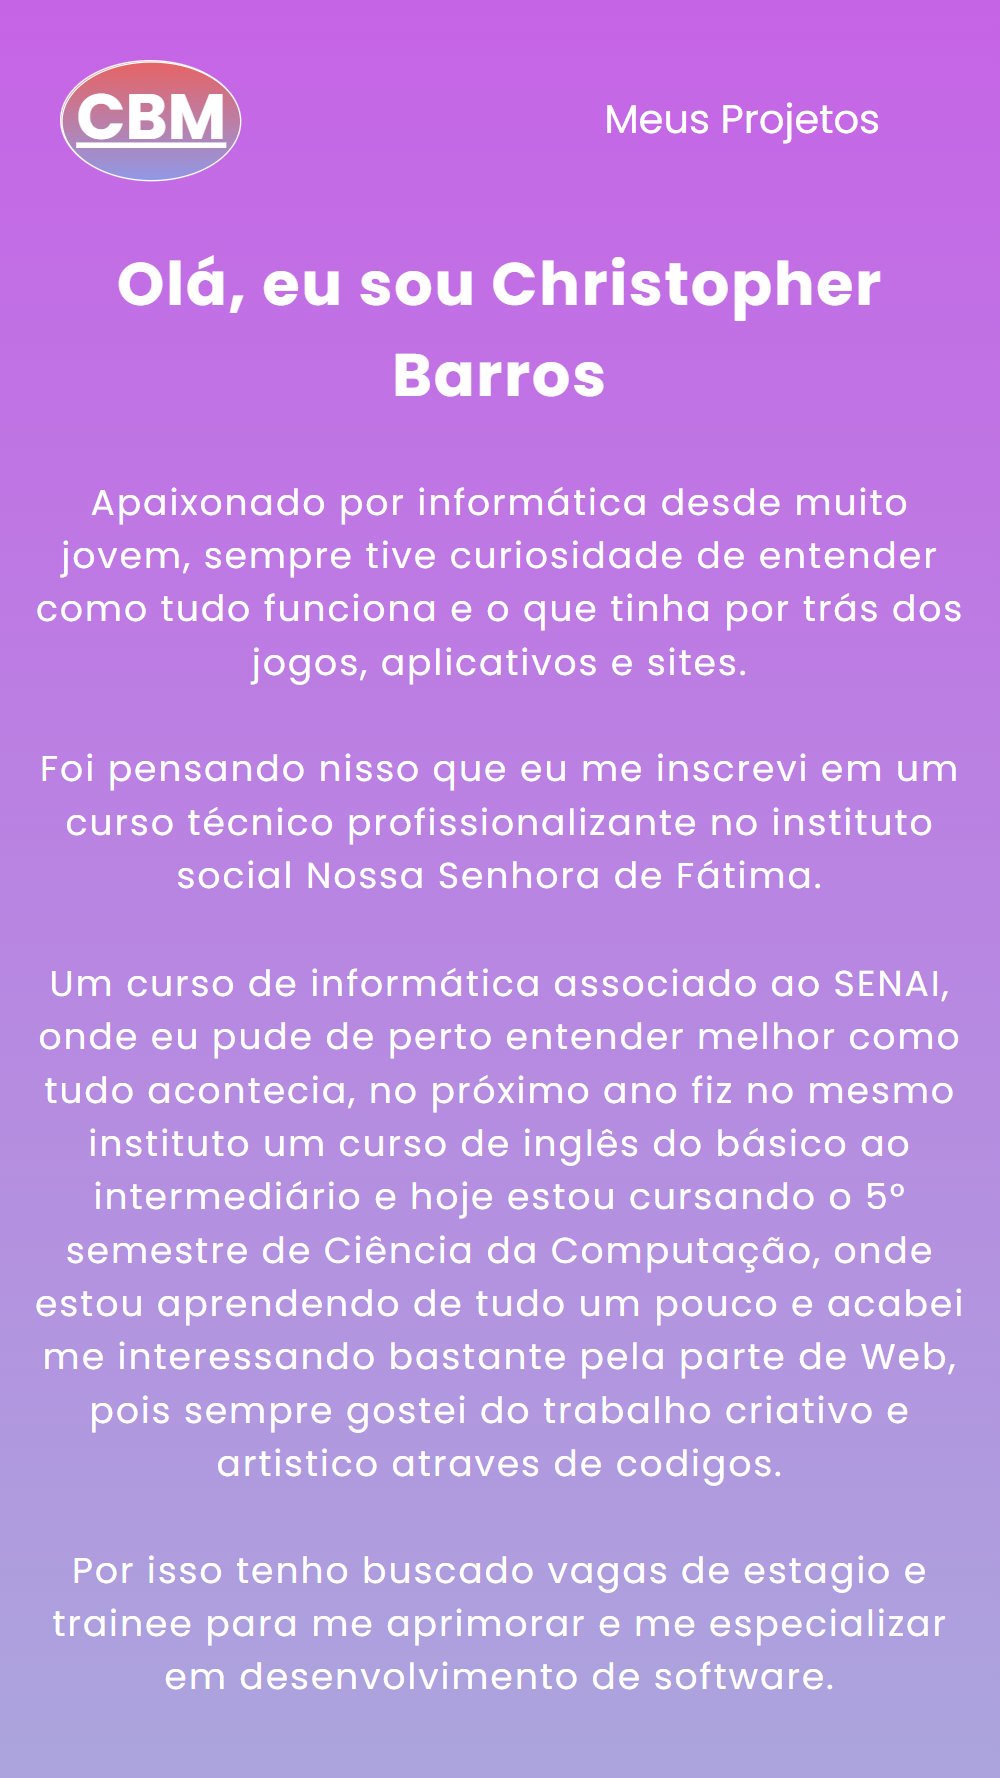 CBM
Meus Projetos
Olá, eu sou Christopher
Barros
Apaixonado por informática desde muito
jovem, sempre tive curiosidade de entender
como tudo funciona e o que tinha por trás dos
jogos, aplicativos e sites.
Foi pensando nisso que eu me inscrevi em um
curso técnico profissionalizante no instituto
social Nossa Senhora de Fátima.
Um curso de informática associado ao SENAI,
onde eu pude de perto entender melhor como
tudo acontecia, no próximo ano fiz no mesmo
instituto um curso de inglês do básico ao
intermediário e hoje estou cursando o 5º
semestre de Ciência da Computação, onde
estou aprendendo de tudo um pouco e acabei
me interessando bastante pela parte de Web,
pois sempre gostei do trabalho criativo e
artistico atraves de codigos.
Por isso tenho buscado vagas de estagio e
trainee para me aprimorar e me especializar
em desenvolvimento de software.